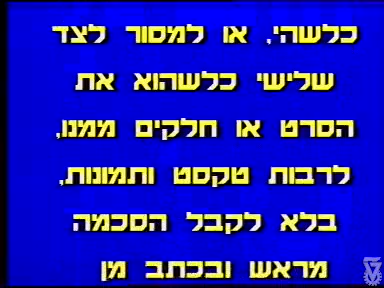 כלשהי, או למסור לצד
שלישי כלשהוא את
הסרט או חלקים ממנו,
לרבות טקסט ותמונות,
בלא לקבל הסכמה
מראש ובכתב מן